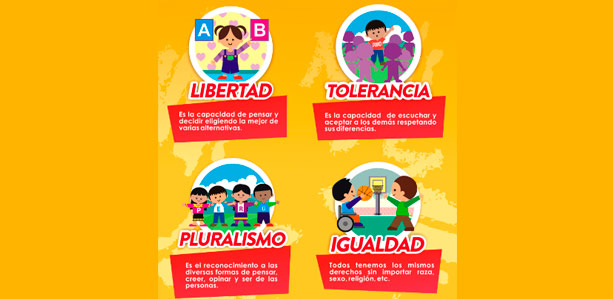 A B
LIBERTAD
Es la capacidad de pensar y
decidir eligiendo la mejor de
varias alternativas.
TOLERANCIA
Es la capacidad de escuchar y
aceptar a los demás respetando
sus diferencias.
PLURALISMO
Es el reconocimiento a las
diversas formas de pensar,
creer, opinar y ser de las
personas.
IGUALDAD
Todos tenemos los mismos
derechos sin importar raza,
sexo, religión, etc.